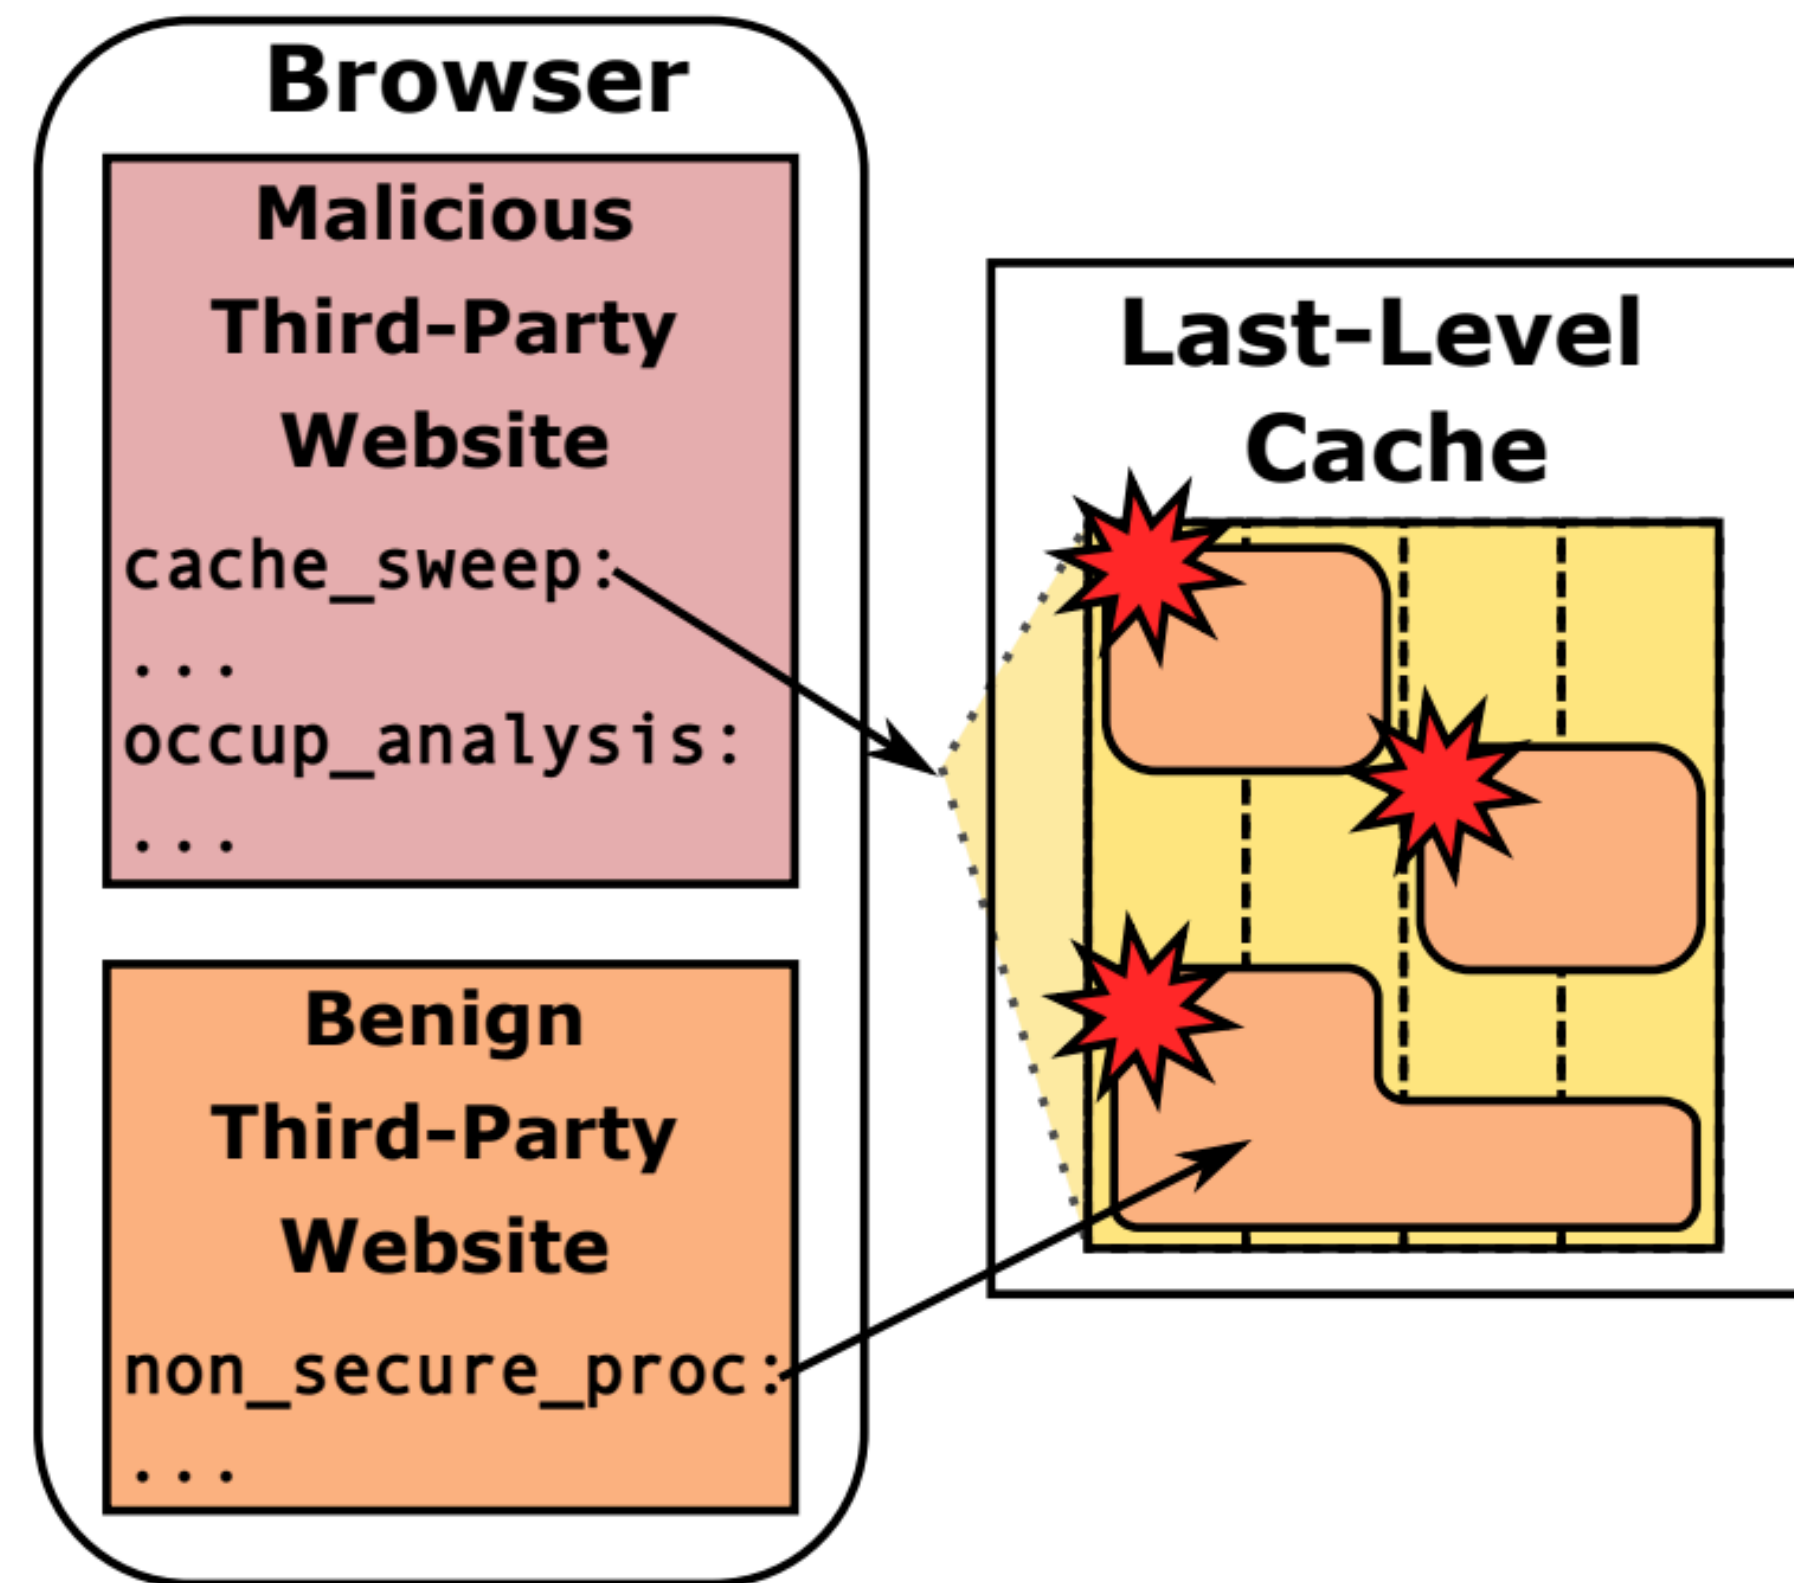 Browser
Malicious
Third-Party
Website
cache_sweep:
...
occup_analysis:
...
Benign
Third-Party
Website
non_secure_proc:
...
Last-Level
Cache